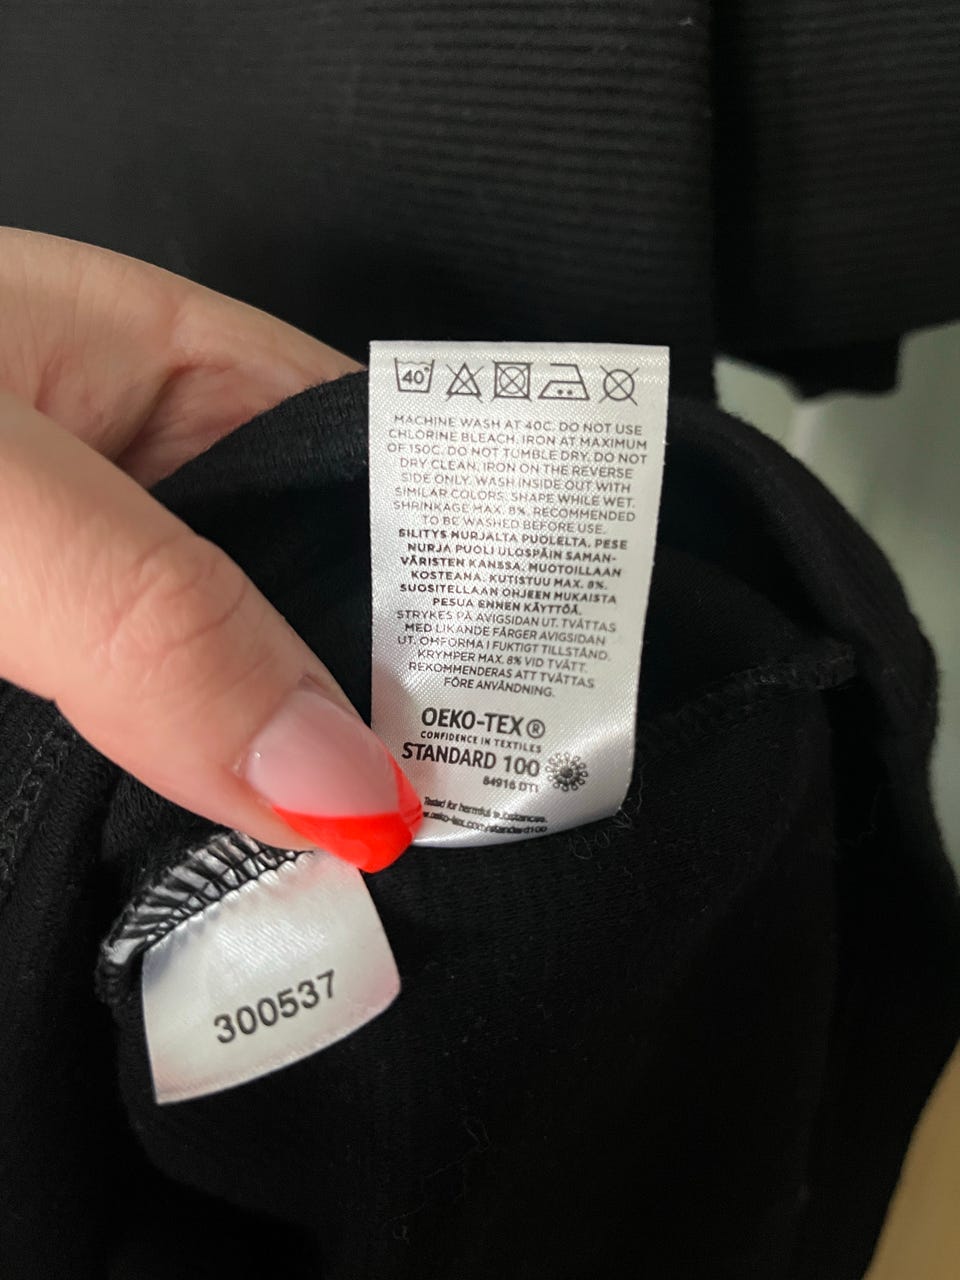 40°
MACHINE WASH AT 40C. DO NOT USE
CHLORINE BLEACH. IRON AT MAXIMUM
OF 150C. DO NOT TUMBLE DRY. DO NOT
DRY CLEAN. IRON ON THE REVERSE
SIDE ONLY. WASH INSIDE OUT WITH
SIMILAR COLORS. SHAPE WHILE WET.
SHRINKAGE MAX. 8%. RECOMMENDED
TO BE WASHED BEFORE USE.
SILITYS NURJALTA PUOLELTA. PESE
NURJA PUOLI ULOSPÄIN SAMAN-
VÄRISTEN KANSSA. MUOTOILLAAN
KOSTEANA. KUTISTUU MAX. 8%.
SUOSITELLAAN OHJEEN MUKAISTA
PESUA ENNEN KÄYTTÖÄ.
STRYKES PÅ AVIGSIDAN UT. TVÄTTAS
MED LIKANDE FÄRGER AVIGSIDAN
UT. OMFORMA I FUKTIGT TILLSTÅND.
KRYMPER MAX. 8% VID TVÄTT.
REKOMMENDERAS ATT TVÄTTAS
FÖRE ANVÄNDNING.
OEKO-TEX®
CONFIDENCE IN TEXTILES
STANDARD 100
84916 DTI
Tested for harmful substances.
www.oeko-tex.com/standard100
300537